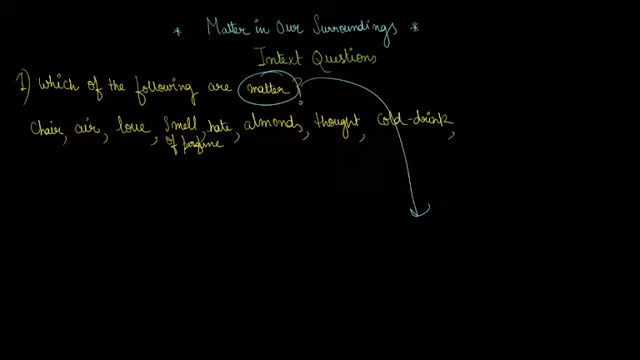 * Matter in Our Surroundings *
Intext Questions
1) Which of the following are matter?
chair, air, love, smell, hate, almonds, thought, cold-drink,
of perfume